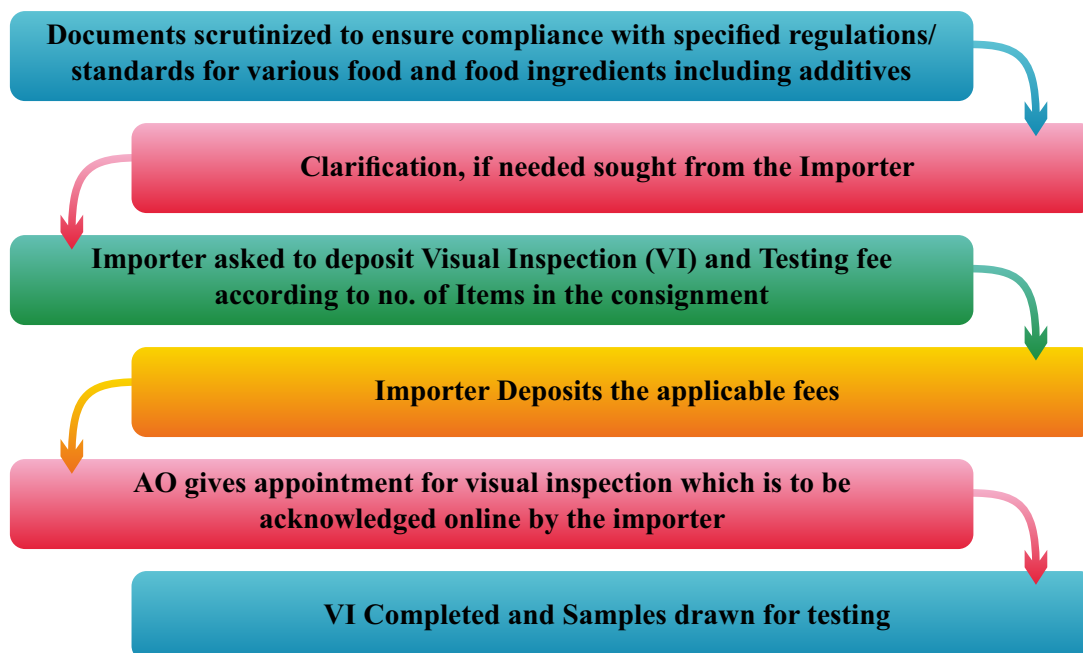 Documents scrutinized to ensure compliance with specified regulations/
standards for various food and food ingredients including additives
Clarification, if needed sought from the Importer
Importer asked to deposit Visual Inspection (VI) and Testing fee
according to no. of Items in the consignment
Importer Deposits the applicable fees
AO gives appointment for visual inspection which is to be
acknowledged online by the importer
VI Completed and Samples drawn for testing